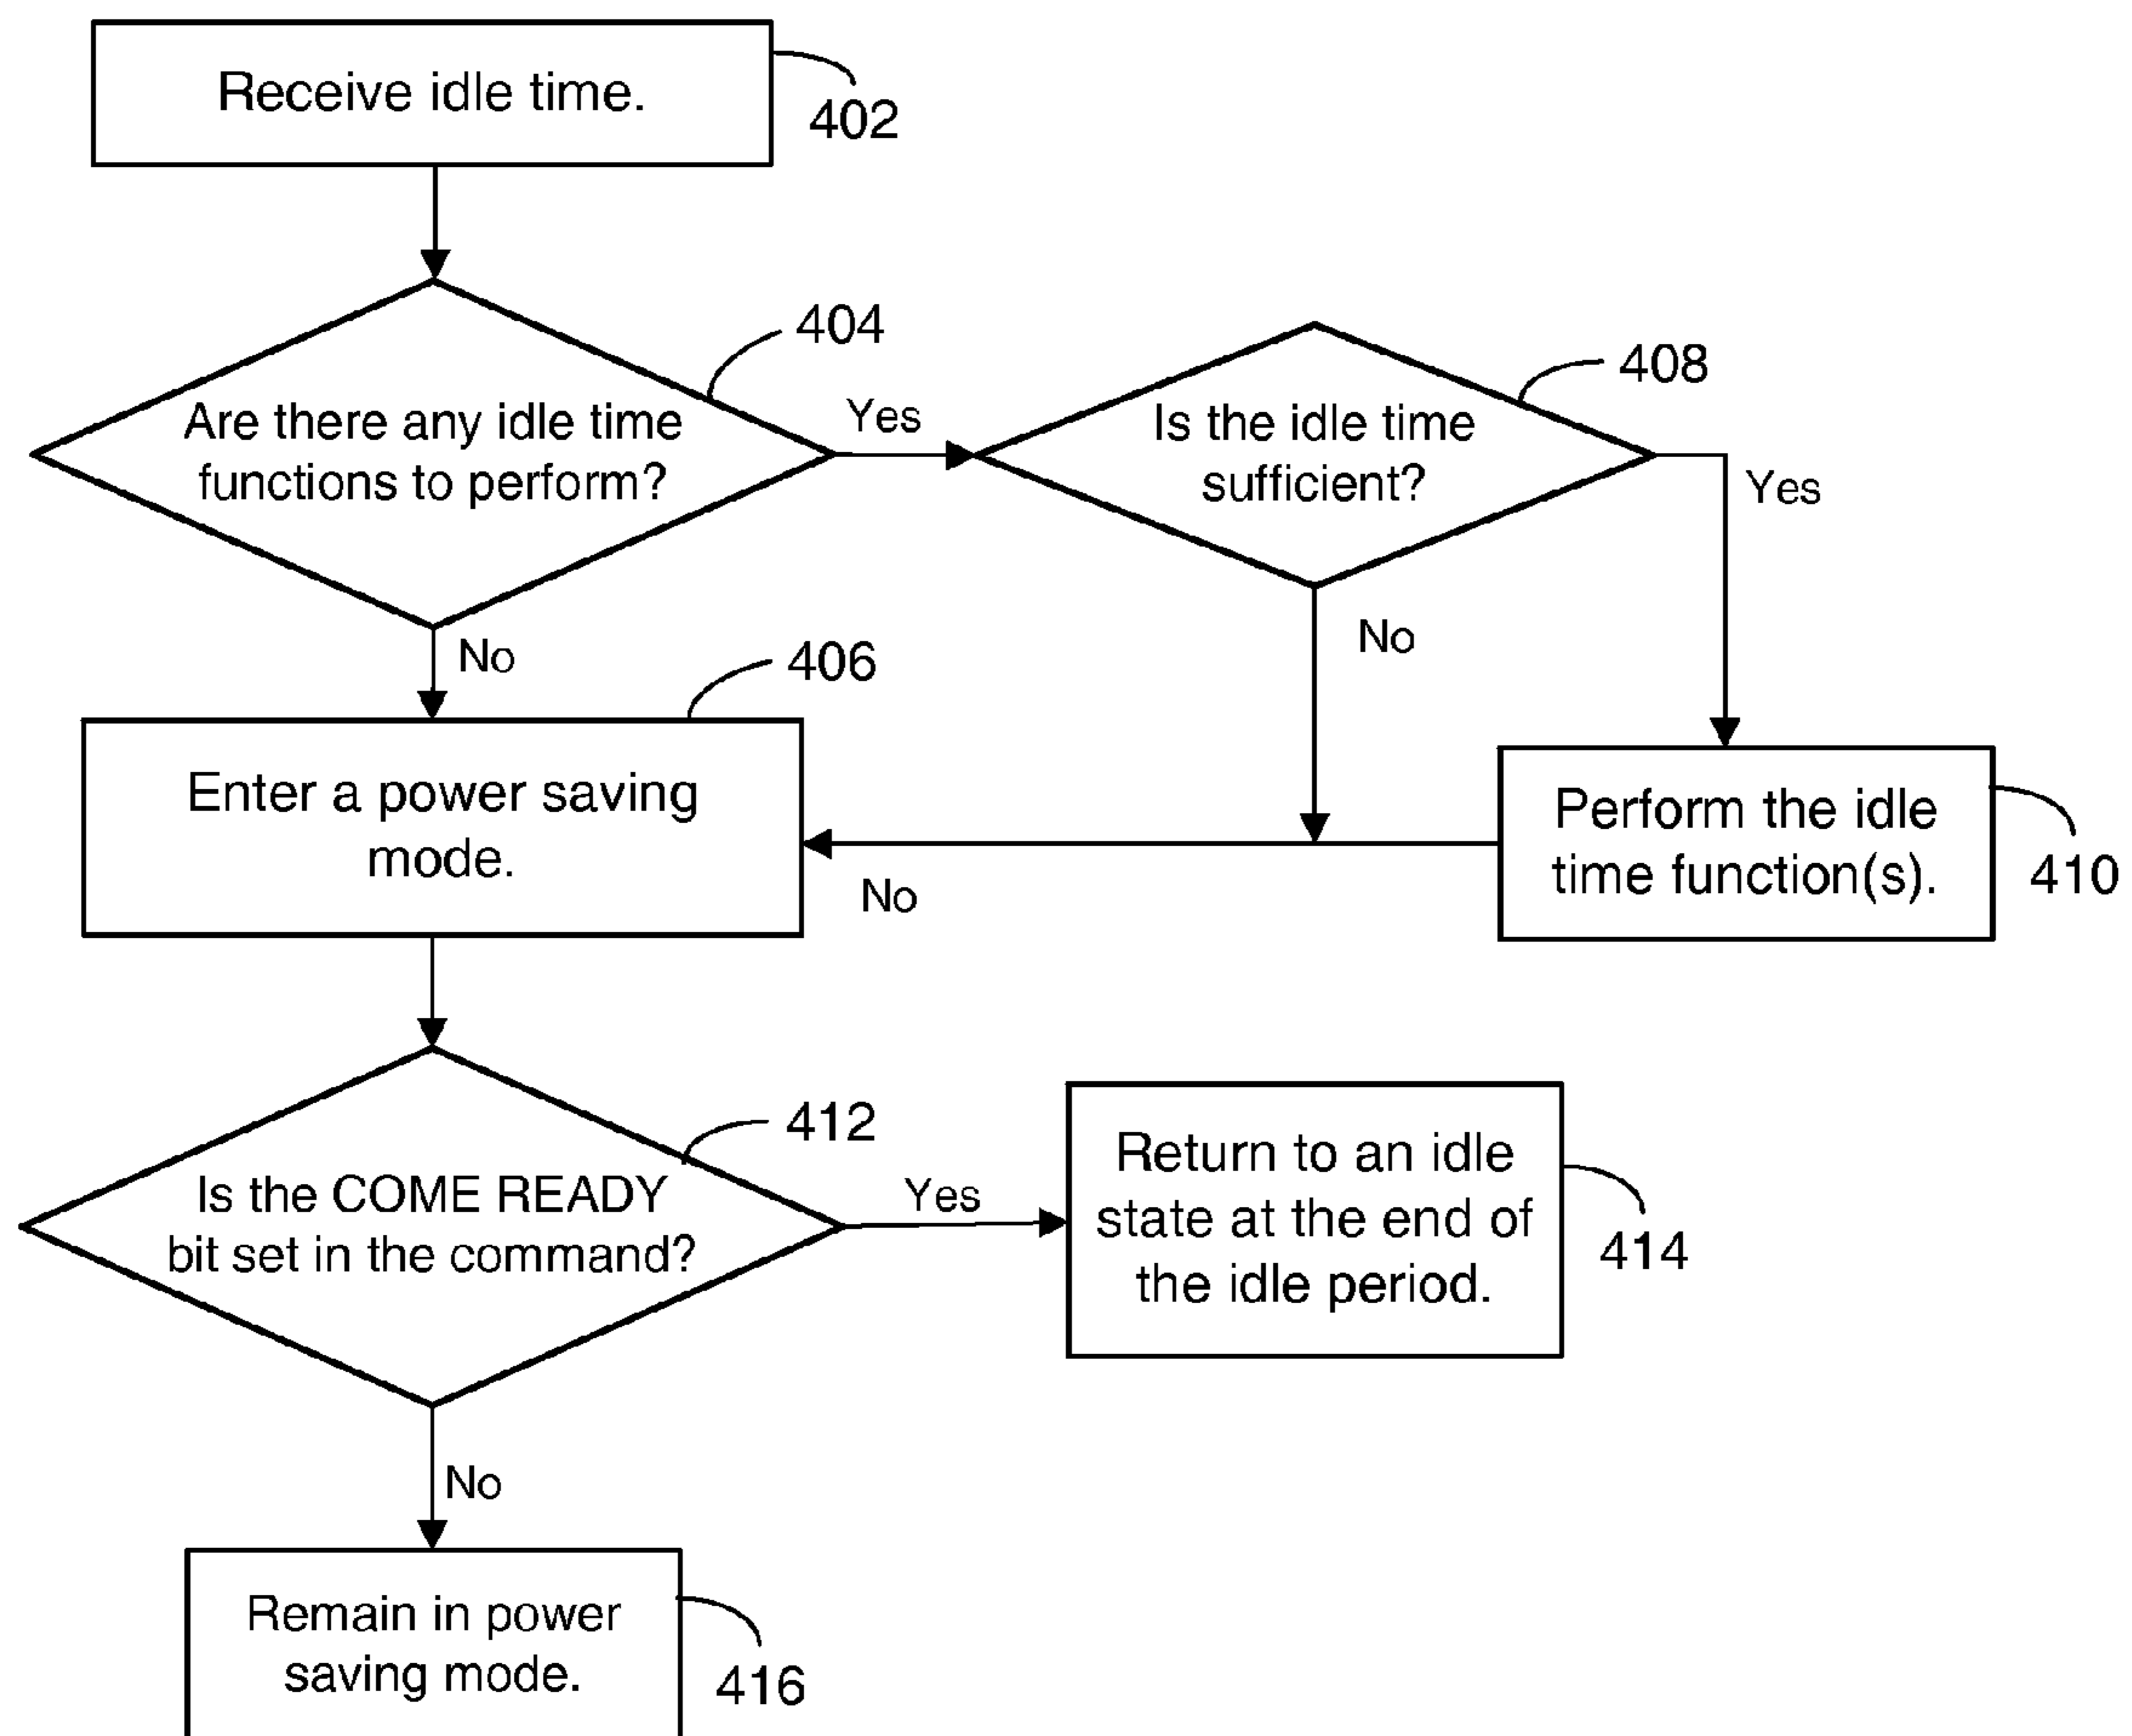 Receive idle time.
402
404
Are there any idle time
functions to perform?
Yes
408
Is the idle time
sufficient?
Yes
No
No
406
Enter a power saving
mode.
No
Perform the idle
time function(s).
410
412
Is the COME READY
bit set in the command?
Yes
Return to an idle
state at the end of
the idle period.
414
No
Remain in power
saving mode.
416